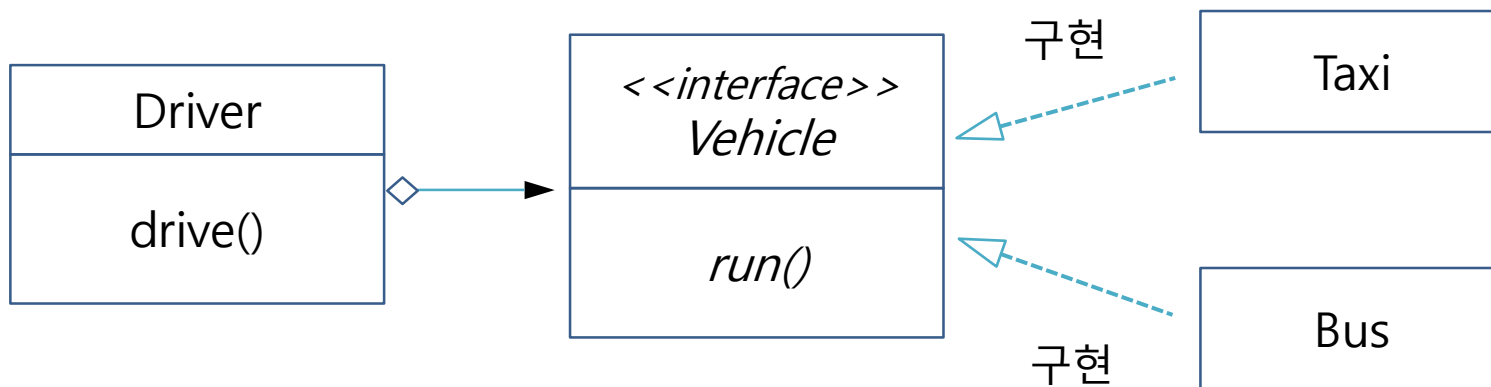 Driver
drive()
<<interface>>
Vehicle
run()
구현
Taxi
구현
Bus